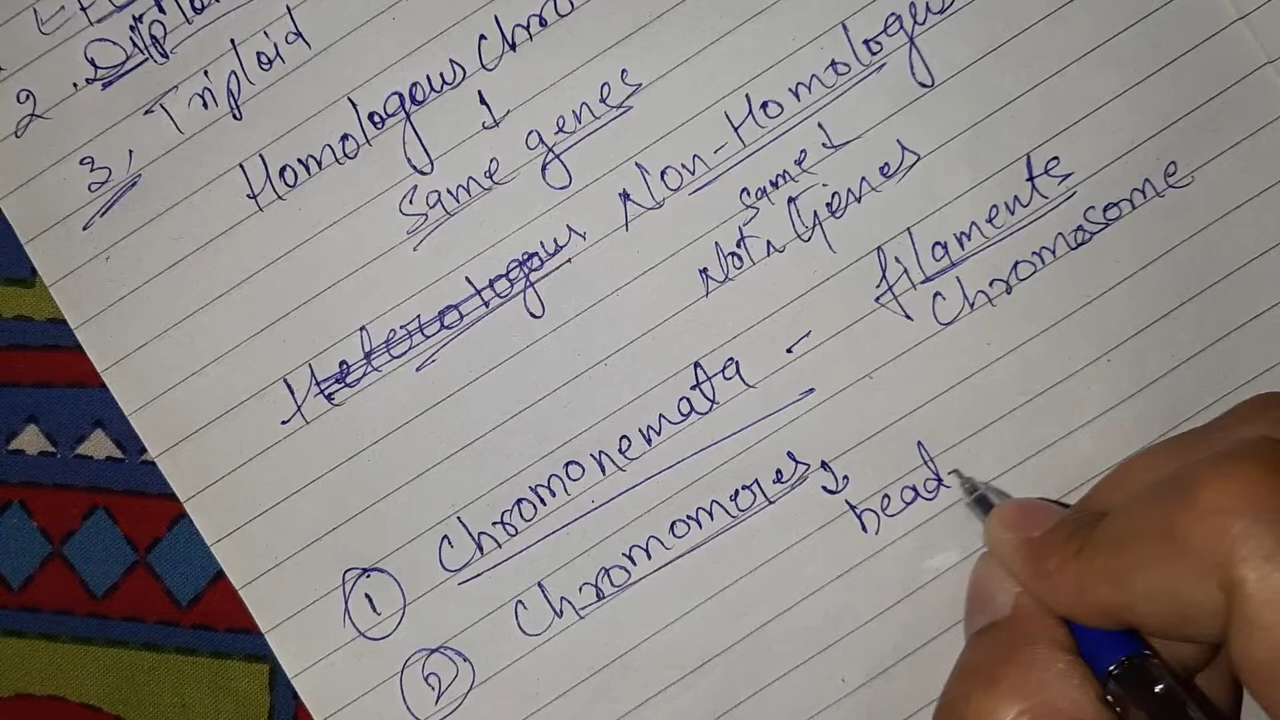 2. Diplo
3, Triploid
Homologous Chro
Same genes
Heterologous Non-Homologous
Same
Not Genes
filaments
Chromosome
① Chromonemata -
② Chromomeres
bead